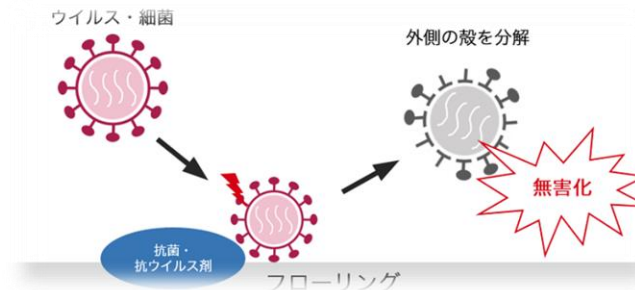 ウイルス・細菌
外側の殻を分解
無害化
抗菌・
抗ウイルス剤
フローリング